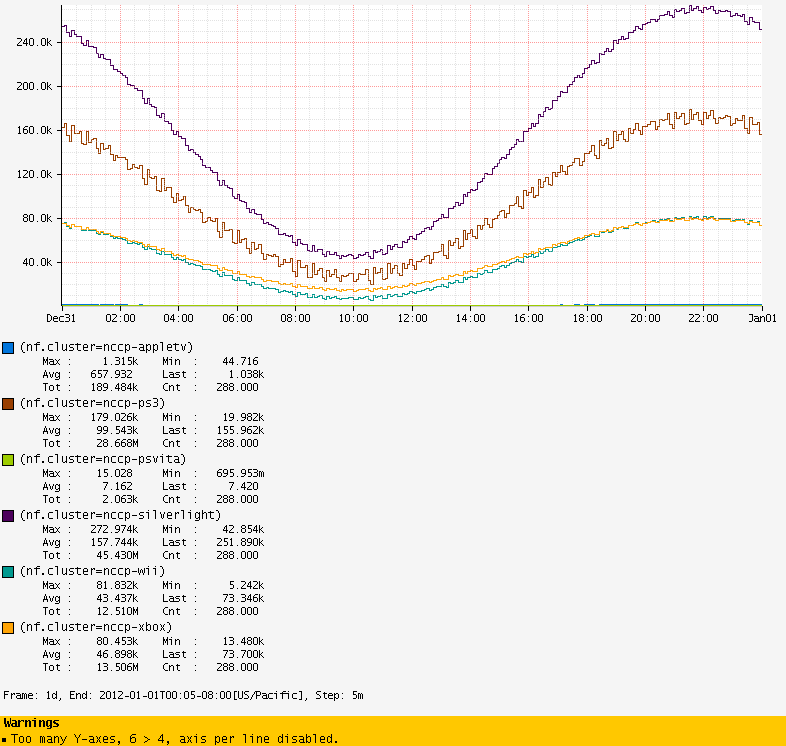 240.0k
200.0k
160.0k
120.0k
80.0k
40.0k
Dec31 02:00 04:00 06:00 08:00 10:00 12:00 14:00 16:00 18:00 20:00 22:00 Jan01
(nf.cluster=nccp-appletv)
Max : 1.315k Min : 44.716
Avg : 657.932 Last : 1.038k
Tot : 189.484k Cnt : 288.000
(nf.cluster=nccp-ps3)
Max : 179.026k Min : 19.982k
Avg : 99.543k Last : 155.962k
Tot : 28.668M Cnt : 288.000
(nf.cluster=nccp-psvita)
Max : 15.028 Min : 695.953m
Avg : 7.162 Last : 7.420
Tot : 2.063k Cnt : 288.000
(nf.cluster=nccp-silverlight)
Max : 272.974k Min : 42.854k
Avg : 157.744k Last : 251.890k
Tot : 45.430M Cnt : 288.000
(nf.cluster=nccp-wii)
Max : 81.832k Min : 5.242k
Avg : 43.437k Last : 73.346k
Tot : 12.510M Cnt : 288.000
(nf.cluster=nccp-xbox)
Max : 80.453k Min : 13.480k
Avg : 46.898k Last : 73.700k
Tot : 13.506M Cnt : 288.000
Frame: 1d, End: 2012-01-01T00:05-08:00[US/Pacific], Step: 5m
Warnings
▪ Too many Y-axes, 6 > 4, axis per line disabled.